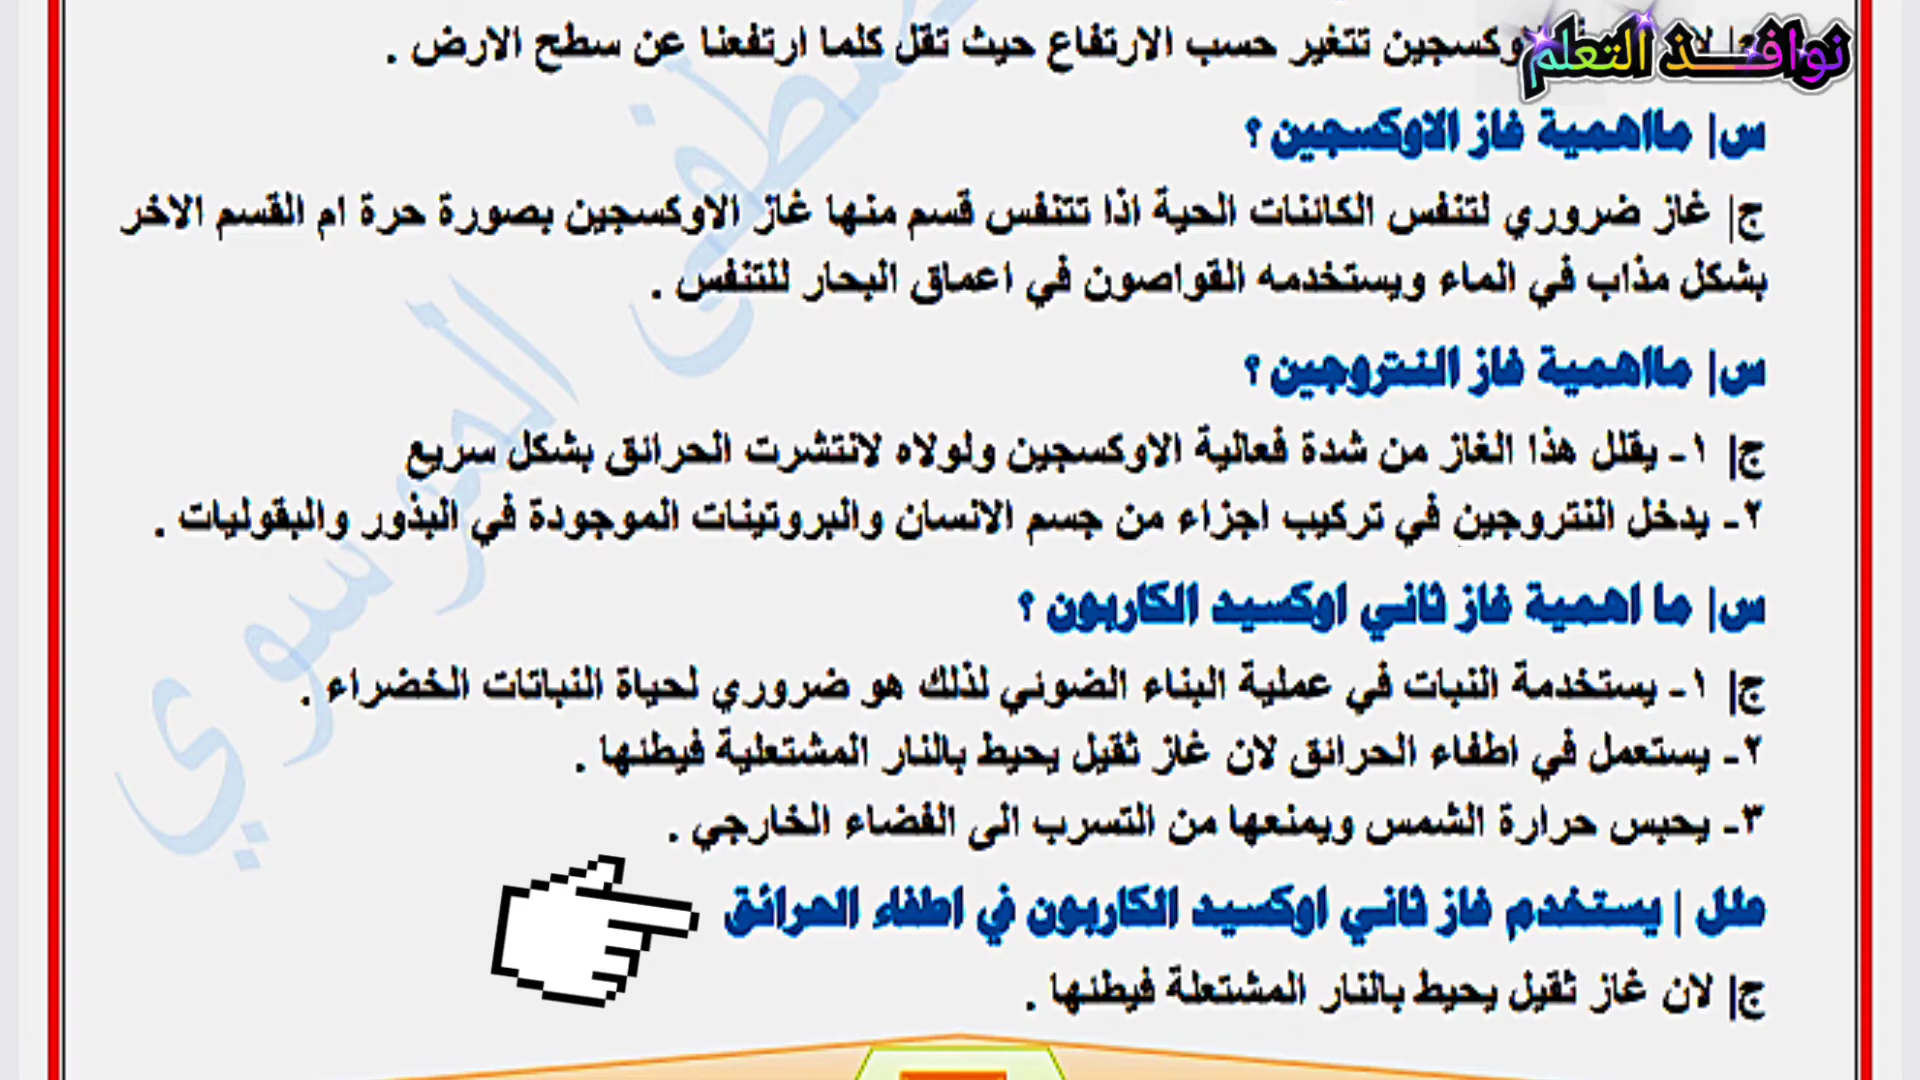 نوافـــذ التعلم
وكسجين تتغير حسب الارتفاع حيث تقل كلما ارتفعنا عن سطح الارض .
س| مااهمية غاز الاوكسجين ؟
ج| غاز ضروري لتنفس الكائنات الحية اذا تتنفس قسم منها غاز الاوكسجين بصورة حرة ام القسم الاخر
بشكل مذاب في الماء ويستخدمه القواصون في اعماق البحار للتنفس .
س| مااهمية غاز النتروجين ؟
ج| ١- يقلل هذا الغاز من شدة فعالية الاوكسجين ولولاه لانتشرت الحرائق بشكل سريع
٢- يدخل النتروجين في تركيب اجزاء من جسم الانسان والبروتينات الموجودة في البذور والبقوليات .
س| ما اهمية غاز ثاني اوكسيد الكاربون ؟
ج| ١- يستخدمة النبات في عملية البناء الضوئي لذلك هو ضروري لحياة النباتات الخضراء .
٢- يستعمل في اطفاء الحرائق لان غاز ثقيل يحيط بالنار المشتعلية فيطنها .
٣- يحبس حرارة الشمس ويمنعها من التسرب الى الفضاء الخارجي .
علل | يستخدم غاز ثاني اوكسيد الكاربون في اطفاء الحرائق
ج| لان غاز ثقيل يحيط بالنار المشتعلة فيطنها .
الموسوي